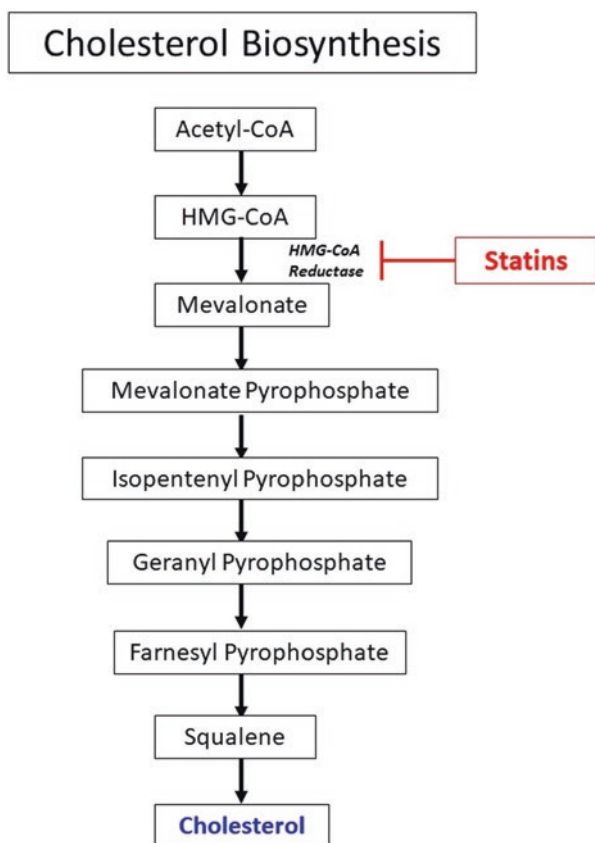 Cholesterol Biosynthesis
Acetyl-CoA
HMG-CoA
HMG-CoA
Reductase
Statins
Mevalonate
Mevalonate Pyrophosphate
Isopentenyl Pyrophosphate
Geranyl Pyrophosphate
Farnesyl Pyrophosphate
Squalene
Cholesterol